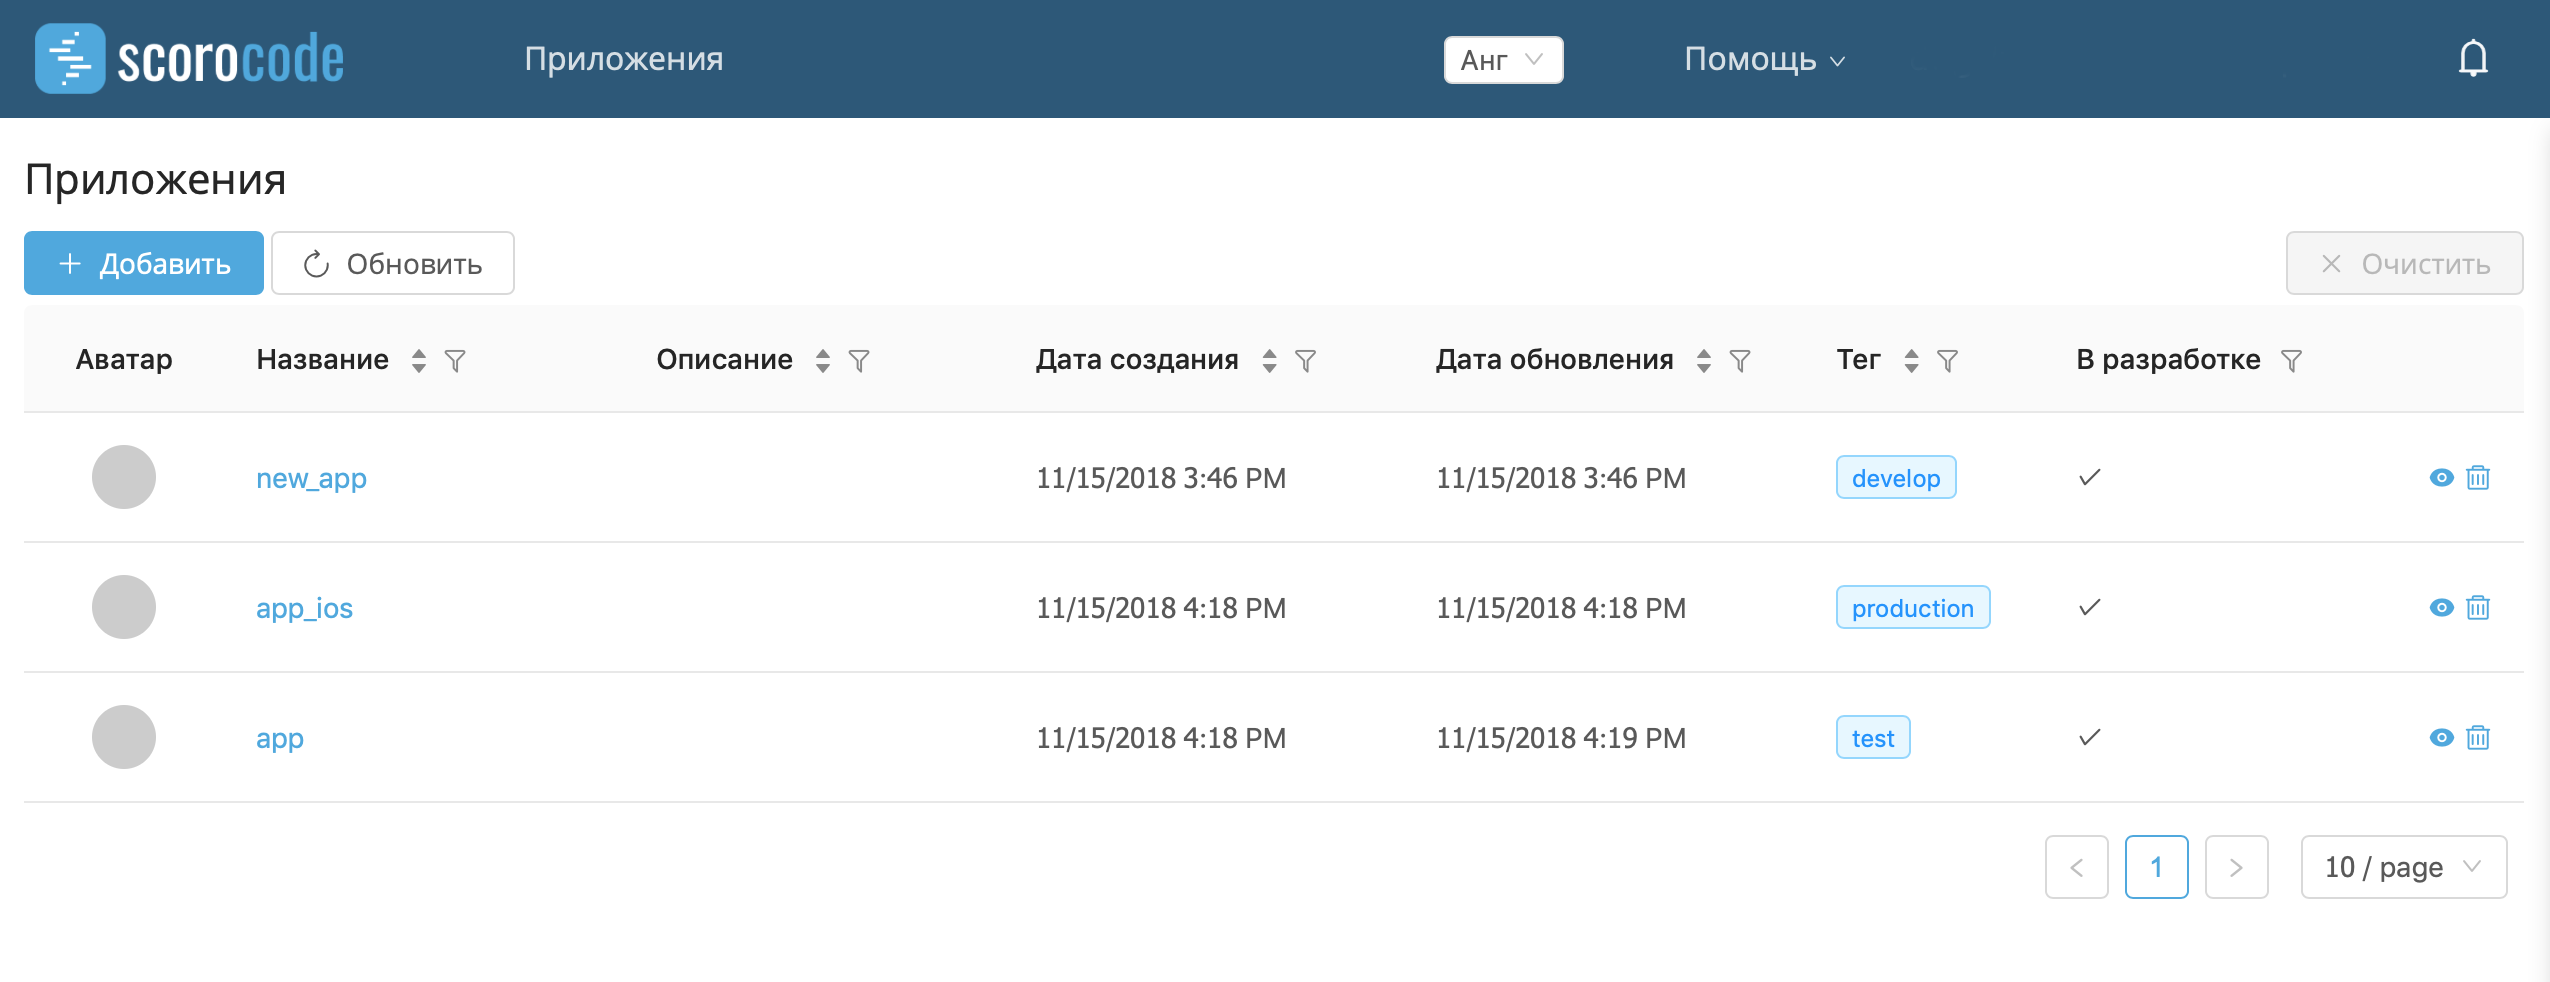 scorocode Приложения Анг Помощь
Приложения
Добавить Обновить Очистить
Аватар Название Описание Дата создания Дата обновления Тег В разработке
new_app 11/15/2018 3:46 PM 11/15/2018 3:46 PM develop
app_ios 11/15/2018 4:18 PM 11/15/2018 4:18 PM production
app 11/15/2018 4:18 PM 11/15/2018 4:19 PM test
1 10 / page